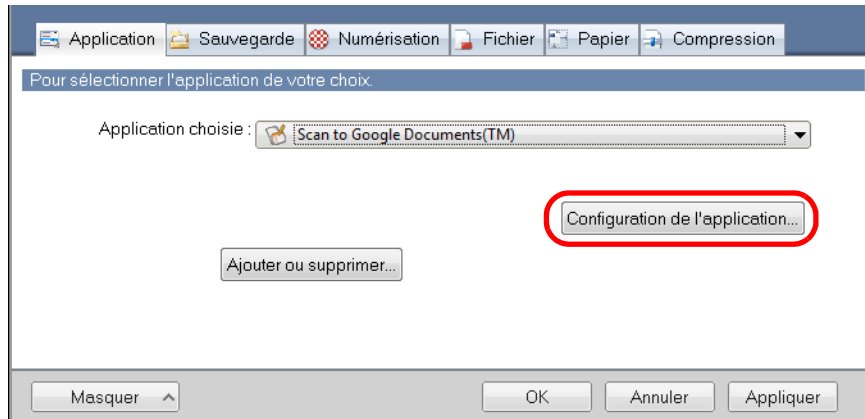 Application Sauvegarde Numérisation Fichier Papier Compression
Pour sélectionner l'application de votre choix.
Application choisie : Scan to Google Documents(TM)
Configuration de l'application...
Ajouter ou supprimer...
Masquer OK Annuler Appliquer